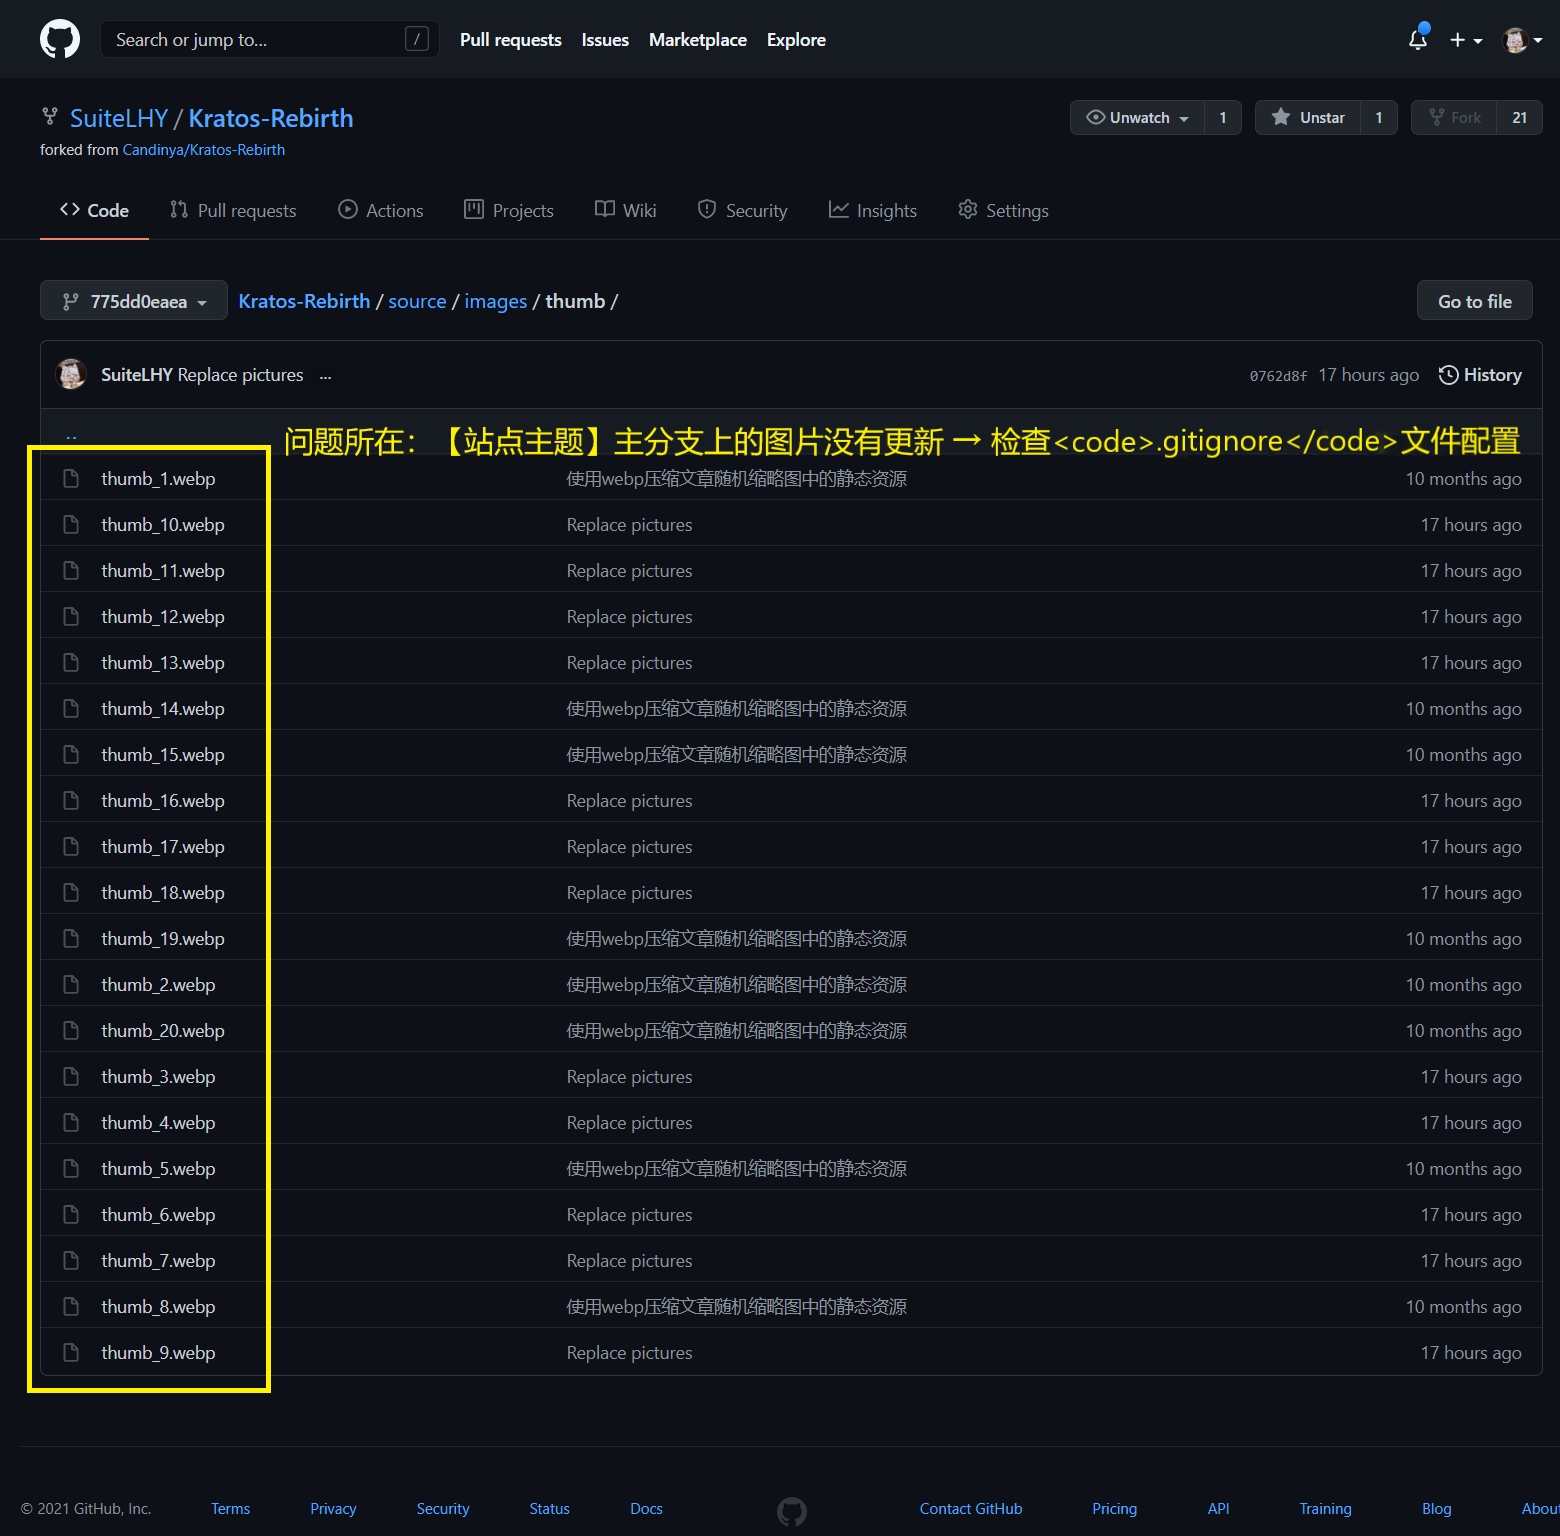 Search or jump to... /
Pull requests Issues Marketplace Explore
SuiteLHY / Kratos-Rebirth
Unwatch 1 Unstar 1 Fork 21
forked from Candinya/Kratos-Rebirth
Code Pull requests Actions Projects Wiki Security Insights Settings
775dd0eaea Kratos-Rebirth / source / images / thumb / Go to file
SuiteLHY Replace pictures ... 0762d8f 17 hours ago History
..
问题所在：【站点主题】主分支上的图片没有更新 → 检查<code>.gitignore</code>文件配置
thumb_1.webp 使用webp压缩文章随机缩略图中的静态资源 10 months ago
thumb_10.webp Replace pictures 17 hours ago
thumb_11.webp Replace pictures 17 hours ago
thumb_12.webp Replace pictures 17 hours ago
thumb_13.webp Replace pictures 17 hours ago
thumb_14.webp 使用webp压缩文章随机缩略图中的静态资源 10 months ago
thumb_15.webp 使用webp压缩文章随机缩略图中的静态资源 10 months ago
thumb_16.webp Replace pictures 17 hours ago
thumb_17.webp Replace pictures 17 hours ago
thumb_18.webp Replace pictures 17 hours ago
thumb_19.webp 使用webp压缩文章随机缩略图中的静态资源 10 months ago
thumb_2.webp 使用webp压缩文章随机缩略图中的静态资源 10 months ago
thumb_20.webp 使用webp压缩文章随机缩略图中的静态资源 10 months ago
thumb_3.webp Replace pictures 17 hours ago
thumb_4.webp Replace pictures 17 hours ago
thumb_5.webp 使用webp压缩文章随机缩略图中的静态资源 10 months ago
thumb_6.webp Replace pictures 17 hours ago
thumb_7.webp Replace pictures 17 hours ago
thumb_8.webp 使用webp压缩文章随机缩略图中的静态资源 10 months ago
thumb_9.webp Replace pictures 17 hours ago
© 2021 GitHub, Inc. Terms Privacy Security Status Docs Contact GitHub Pricing API Training Blog About